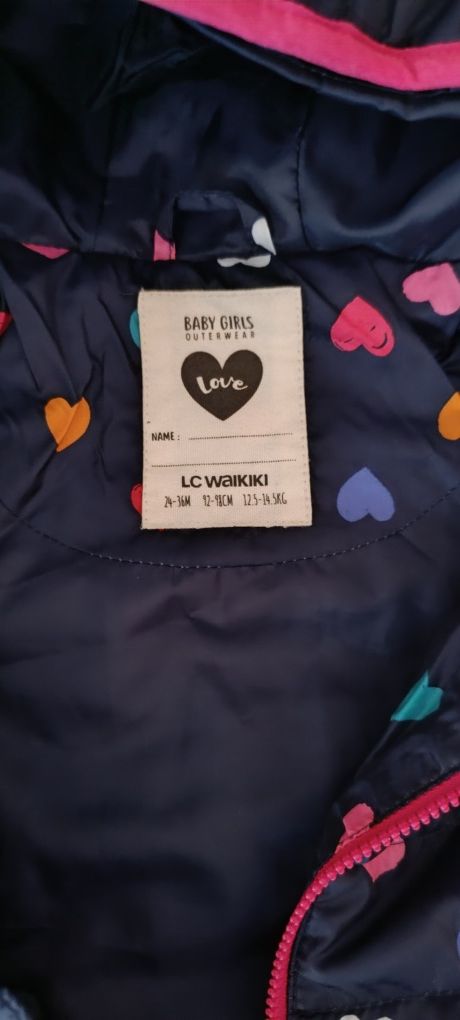 BABY GIRLS
OUTERWEAR
Love
NAME : ..............................
LC WAIKIKI
24-36M 92-98CM 12.5-14.5KG